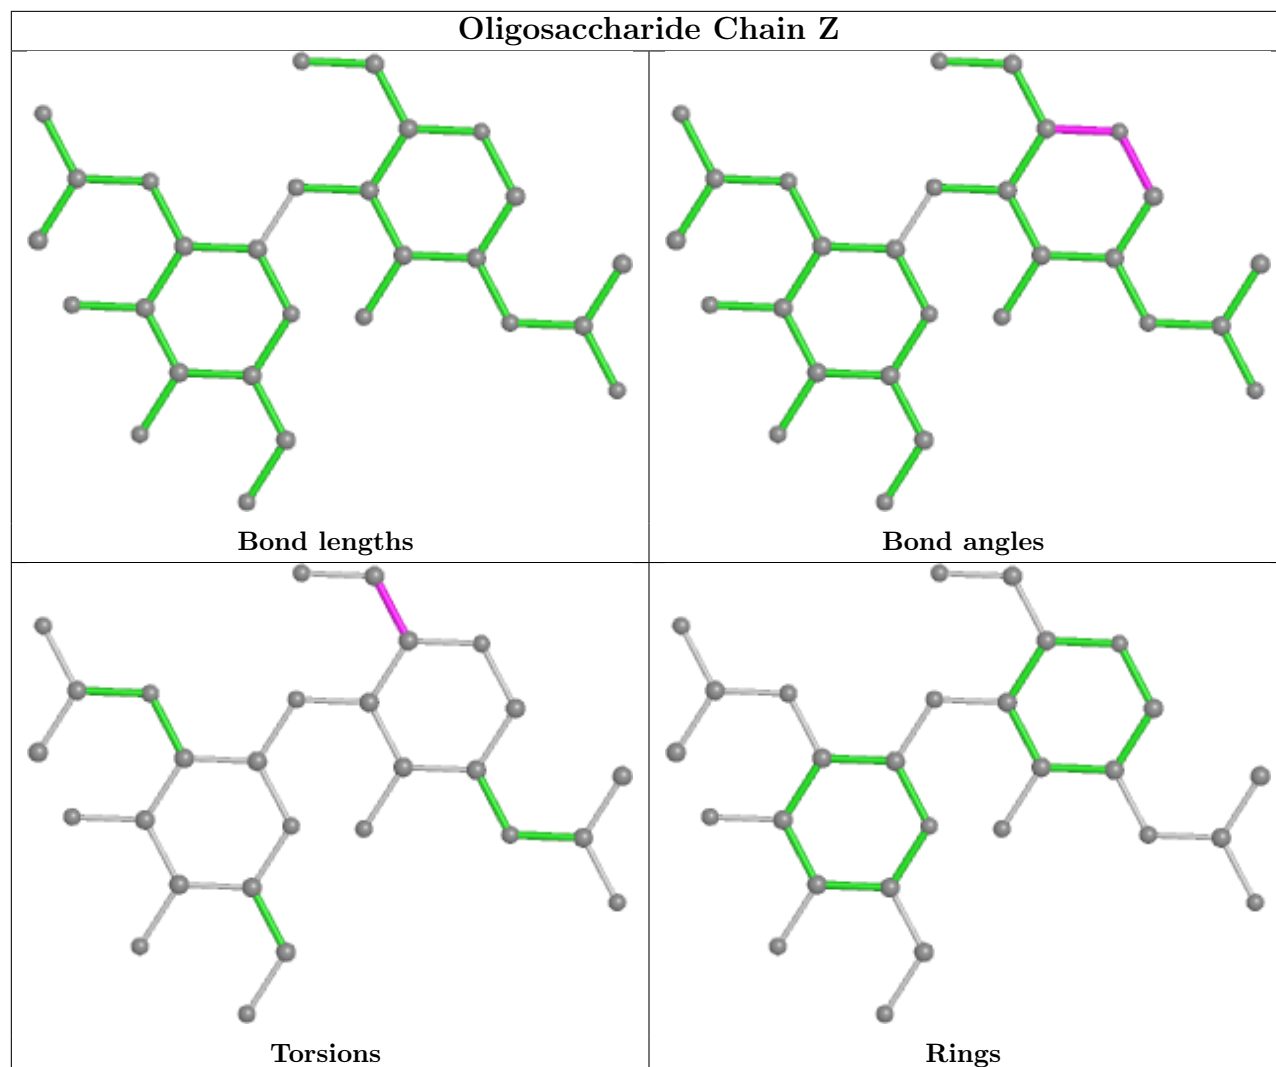 Oligosaccharide Chain Z
Bond lengths
Bond angles
Torsions
Rings